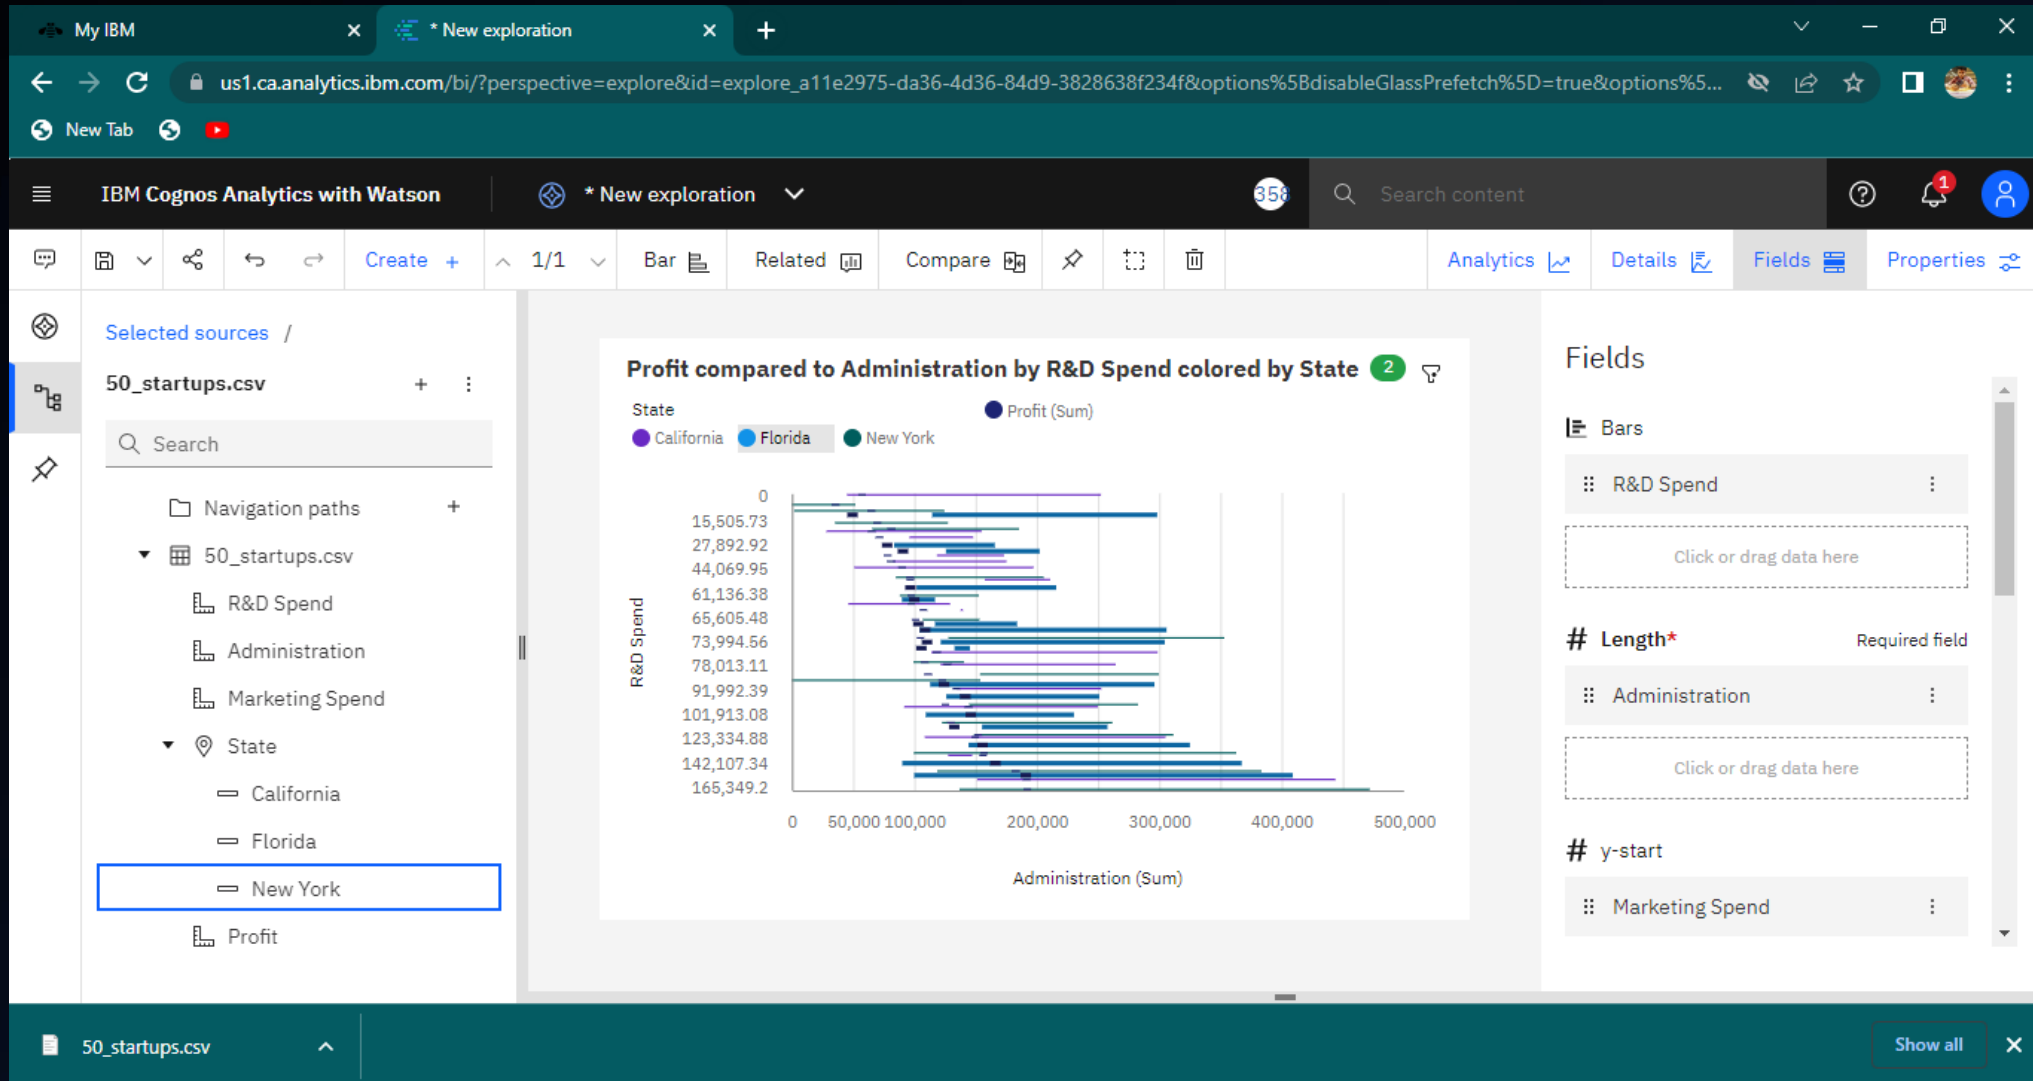 My IBM
* New exploration
us1.ca.analytics.ibm.com/bi/?perspective=explore&id=explore_a11e2975-da36-4d36-84d9-3828638f234f&options%5BdisableGlassPrefetch%5D=true&options%5...
New Tab
IBM Cognos Analytics with Watson
* New exploration
358
Search content
1
Create +
1/1
Bar
Related
Compare
Analytics
Details
Fields
Properties
Selected sources /
50_startups.csv
Search
Navigation paths
50_startups.csv
R&D Spend
Administration
Marketing Spend
State
California
Florida
New York
Profit
Profit compared to Administration by R&D Spend colored by State 2
State
Profit (Sum)
California Florida New York
R&D Spend
0
15,505.73
27,892.92
44,069.95
61,136.38
65,605.48
73,994.56
78,013.11
91,992.39
101,913.08
123,334.88
142,107.34
165,349.2
0 50,000 100,000 200,000 300,000 400,000 500,000
Administration (Sum)
Fields
Bars
R&D Spend
Click or drag data here
# Length* Required field
Administration
Click or drag data here
# y-start
Marketing Spend
50_startups.csv
Show all